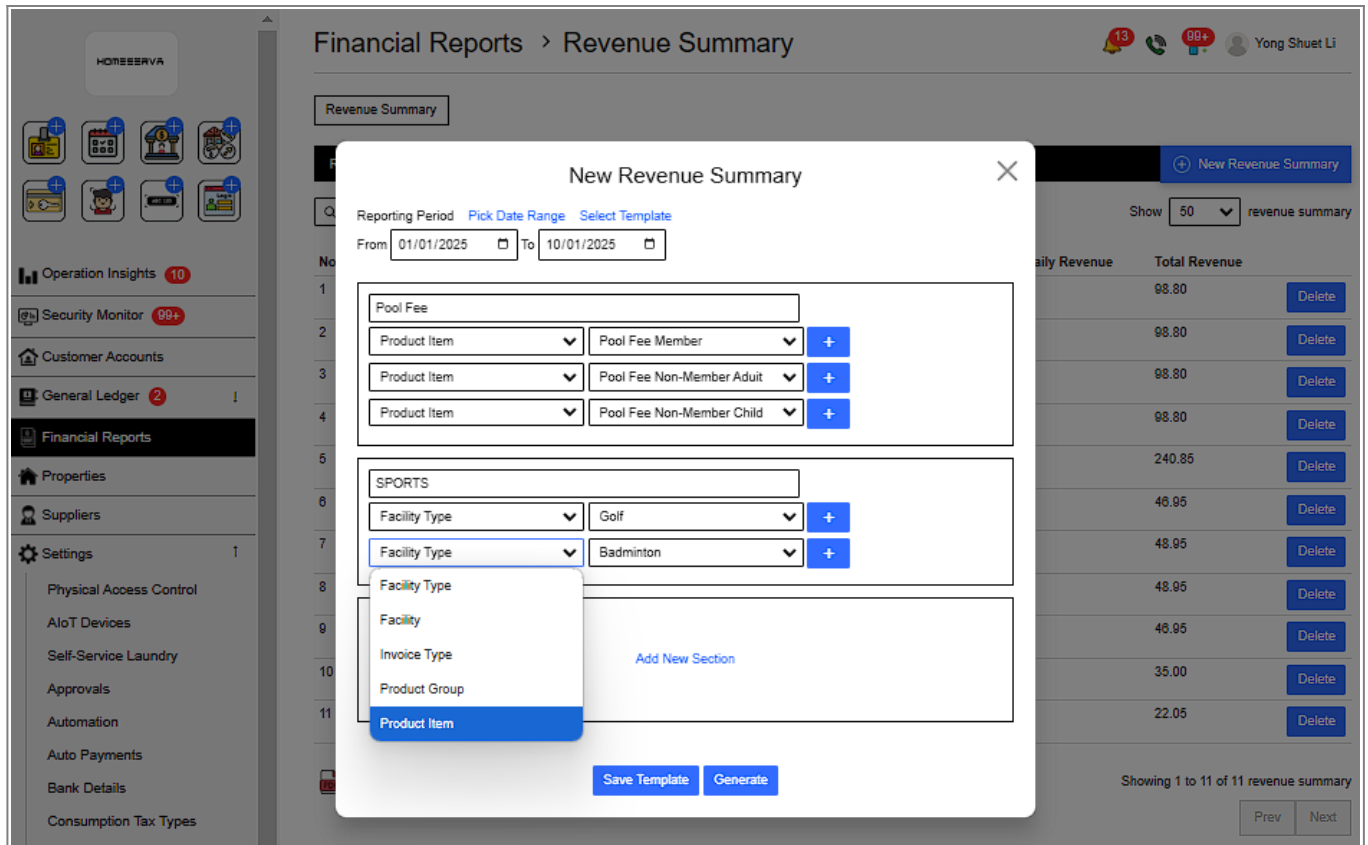 HOMESERVA
Financial Reports > Revenue Summary
13
99+
Yong Shuet Li
Revenue Summary
New Revenue Summary
Show 50 revenue summary
No
aily Revenue Total Revenue
1 98.80 Delete
2 98.80 Delete
3 98.80 Delete
4 98.80 Delete
5 240.85 Delete
6 46.95 Delete
7 48.95 Delete
8 48.95 Delete
9 46.95 Delete
10 35.00 Delete
11 22.05 Delete
Showing 1 to 11 of 11 revenue summary
Prev Next
Operation Insights 10
Security Monitor 99+
Customer Accounts
General Ledger 2
Financial Reports
Properties
Suppliers
Settings
Physical Access Control
AIoT Devices
Self-Service Laundry
Approvals
Automation
Auto Payments
Bank Details
Consumption Tax Types
New Revenue Summary
Reporting Period Pick Date Range Select Template
From 01/01/2025 To 10/01/2025
Pool Fee
Product Item Pool Fee Member +
Product Item Pool Fee Non-Member Aduit +
Product Item Pool Fee Non-Member Child +
SPORTS
Facility Type Golf +
Facility Type Badminton +
Facility Type
Facility
Invoice Type
Product Group
Product Item
Add New Section
Save Template Generate